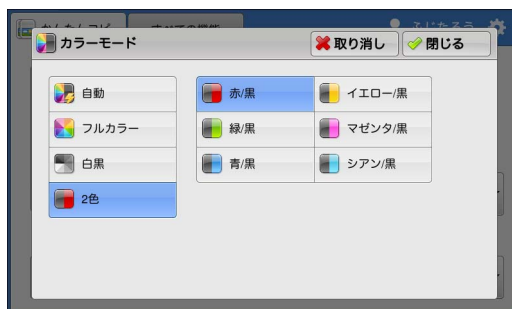 カラーモード
取り消し
閉じる
自動
フルカラー
白黒
2色
赤/黒
イエロー/黒
緑/黒
マゼンタ/黒
青/黒
シアン/黒